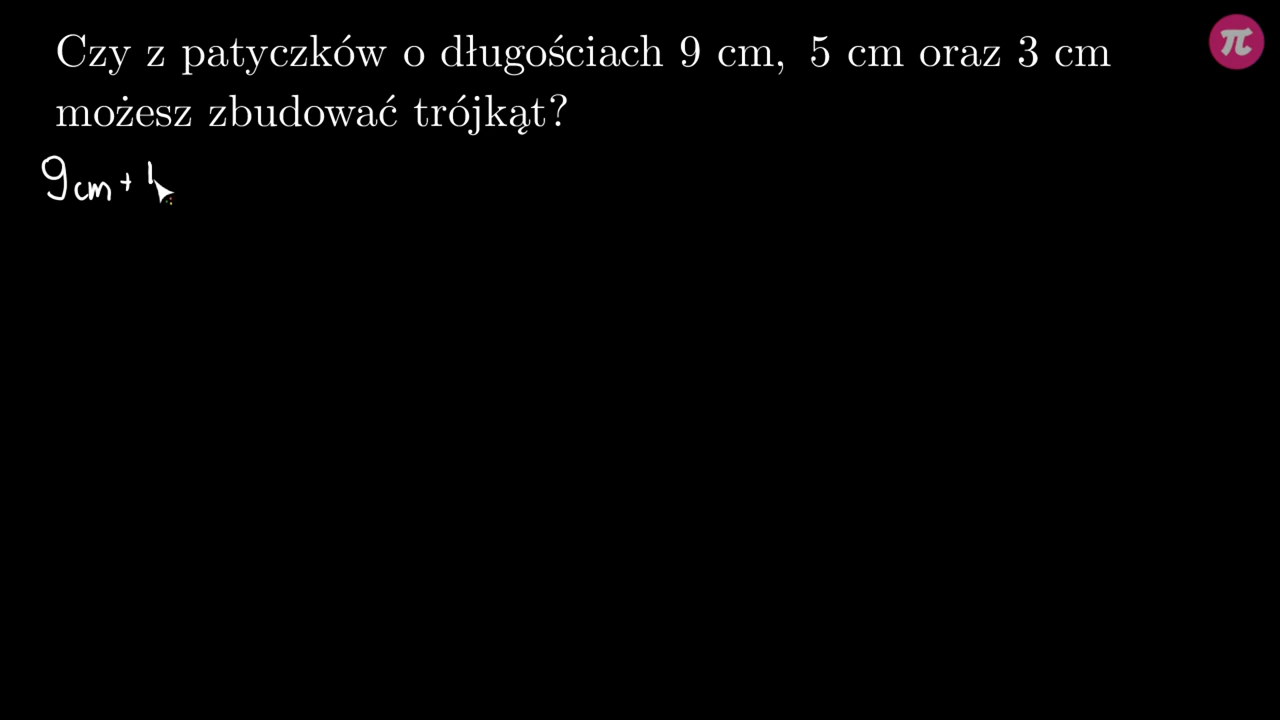 Czy z patyczków o długościach 9 cm, 5 cm oraz 3 cm
możesz zbudować trójkąt?
9cm +
π